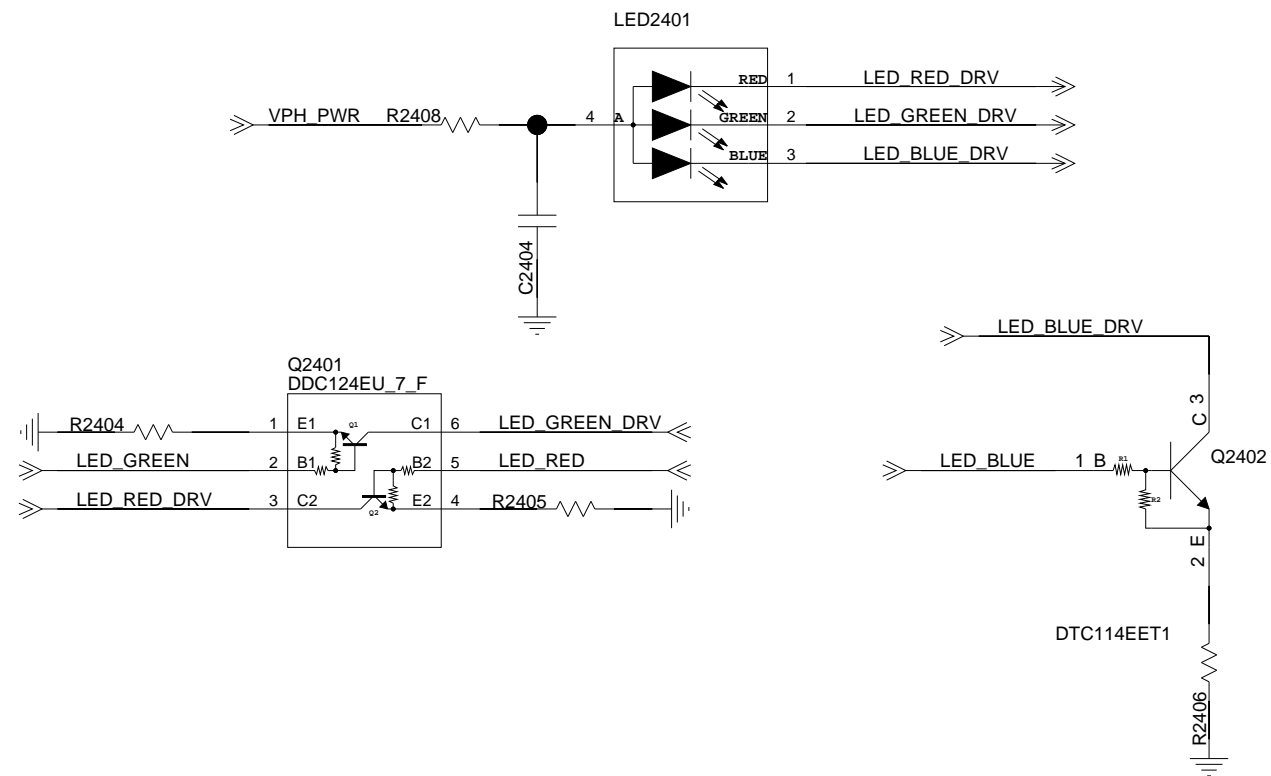 LED2401
RED 1 LED_RED_DRV
VPH_PWR R2408 4 A GREEN 2 LED_GREEN_DRV
BLUE 3 LED_BLUE_DRV
C2404
LED_BLUE_DRV
Q2401
DDC124EU_7_F
R2404 1 E1 Q1 C1 6 LED_GREEN_DRV
LED_GREEN 2 B1 B2 5 LED_RED
LED_RED_DRV 3 C2 Q2 E2 4 R2405
C 3
LED_BLUE 1 B R1 Q2402
R2
2 E
DTC114EET1
R2406